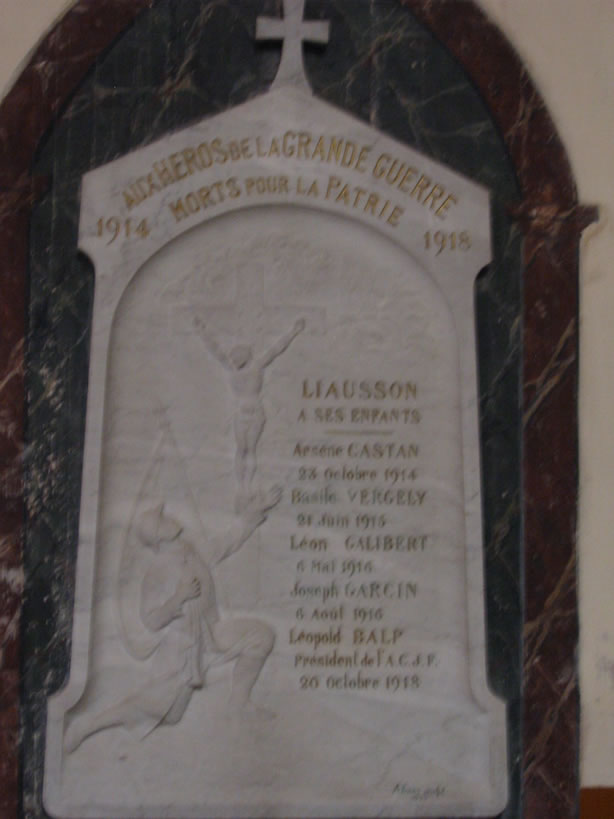 AUX HEROS DE LA GRANDE GUERRE
MORTS POUR LA PATRIE
1914 1918
LIAUSSON
A SES ENFANTS
Arsène CASTAN
23 Octobre 1914
Basile VERGELY
21 Juin 1915
Léon GALIBERT
6 Mai 1916
Joseph GARCIN
6 Août 1916
Léopold BALP
Président de l'A.C.J.F.
20 Octobre 1918